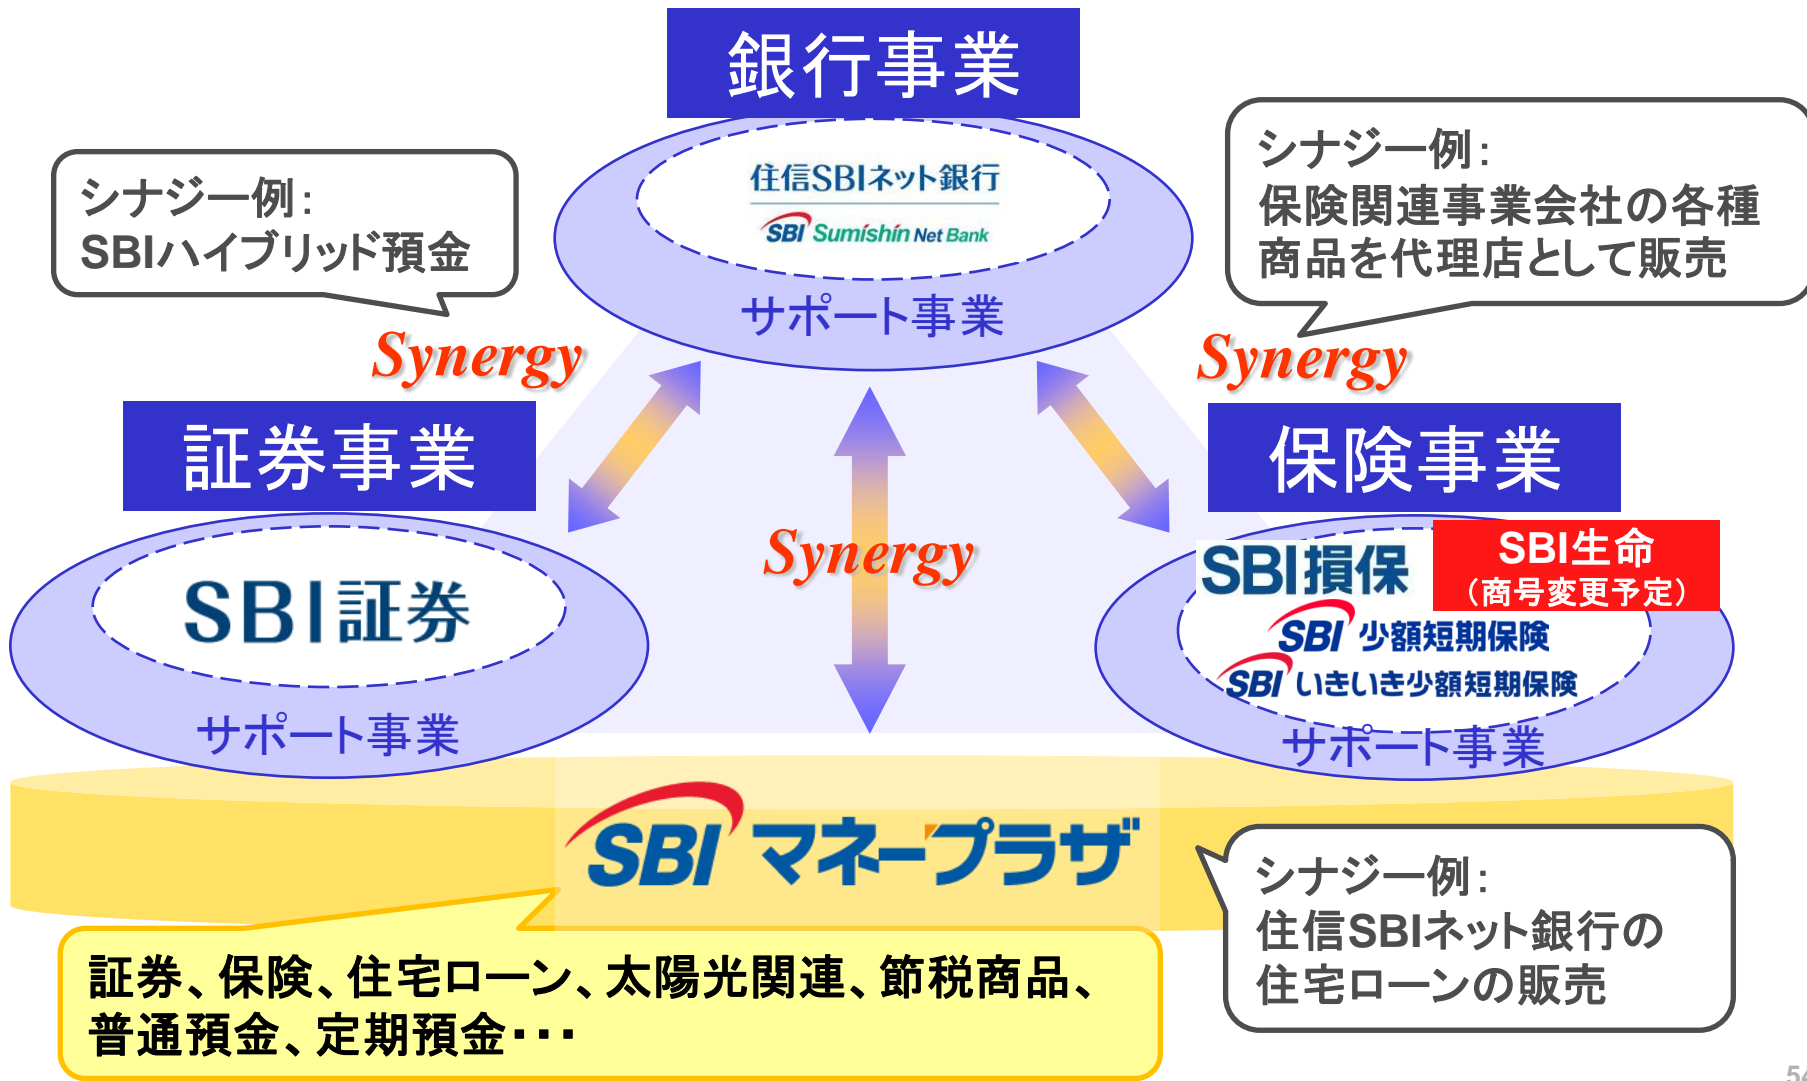 銀行事業
住信SBIネット銀行
SBI Sumishin Net Bank
サポート事業
シナジー例：
SBIハイブリッド預金
シナジー例：
保険関連事業会社の各種
商品を代理店として販売
Synergy
Synergy
証券事業
SBI証券
サポート事業
Synergy
保険事業
SBI損保
SBI生命
（商号変更予定）
SBI 少額短期保険
SBI いきいき少額短期保険
サポート事業
SBI マネープラザ
証券、保険、住宅ローン、太陽光関連、節税商品、
普通預金、定期預金・・・
シナジー例：
住信SBIネット銀行の
住宅ローンの販売
54